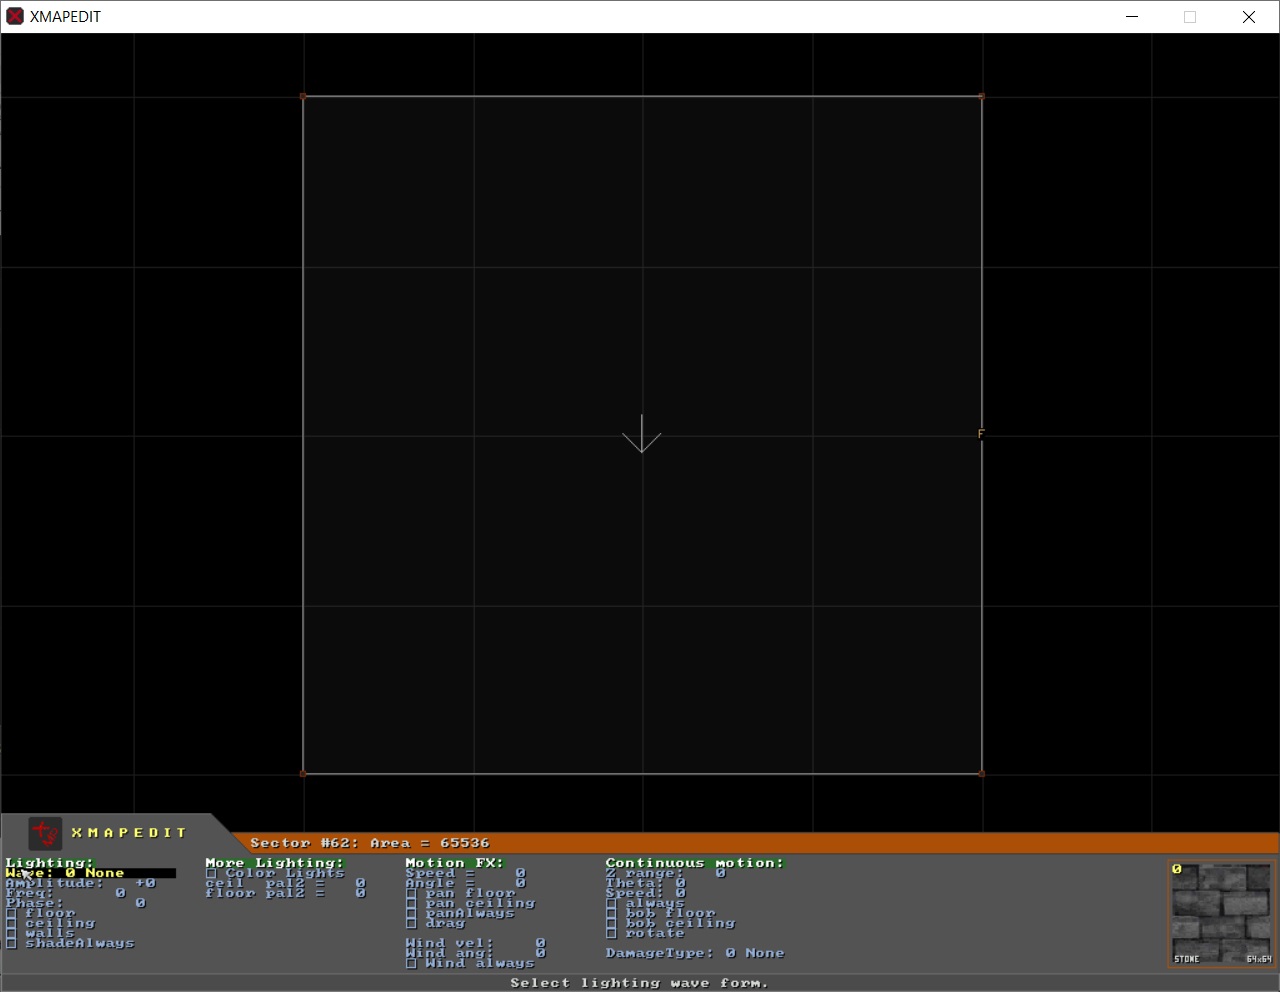 XMAPEDIT
F
XMAPEDIT
Sector #62: Area = 65536
Lighting:
Wave: 0 None
Amplitude: +0
Freq: 0
Phase: 0
floor
ceiling
walls
shadeAlways
More Lighting:
Color Lights
ceil pal2 = 0
floor pal2 = 0
Motion FX:
Speed = 0
Angle = 0
pan floor
pan ceiling
panAlways
drag
Wind vel: 0
Wind ang: 0
Wind always
Continuous motion:
Z range: 0
Theta: 0
Speed: 0
always
bob floor
bob ceiling
rotate
DamageType: 0 None
0
STONE 64x64
Select lighting wave form.